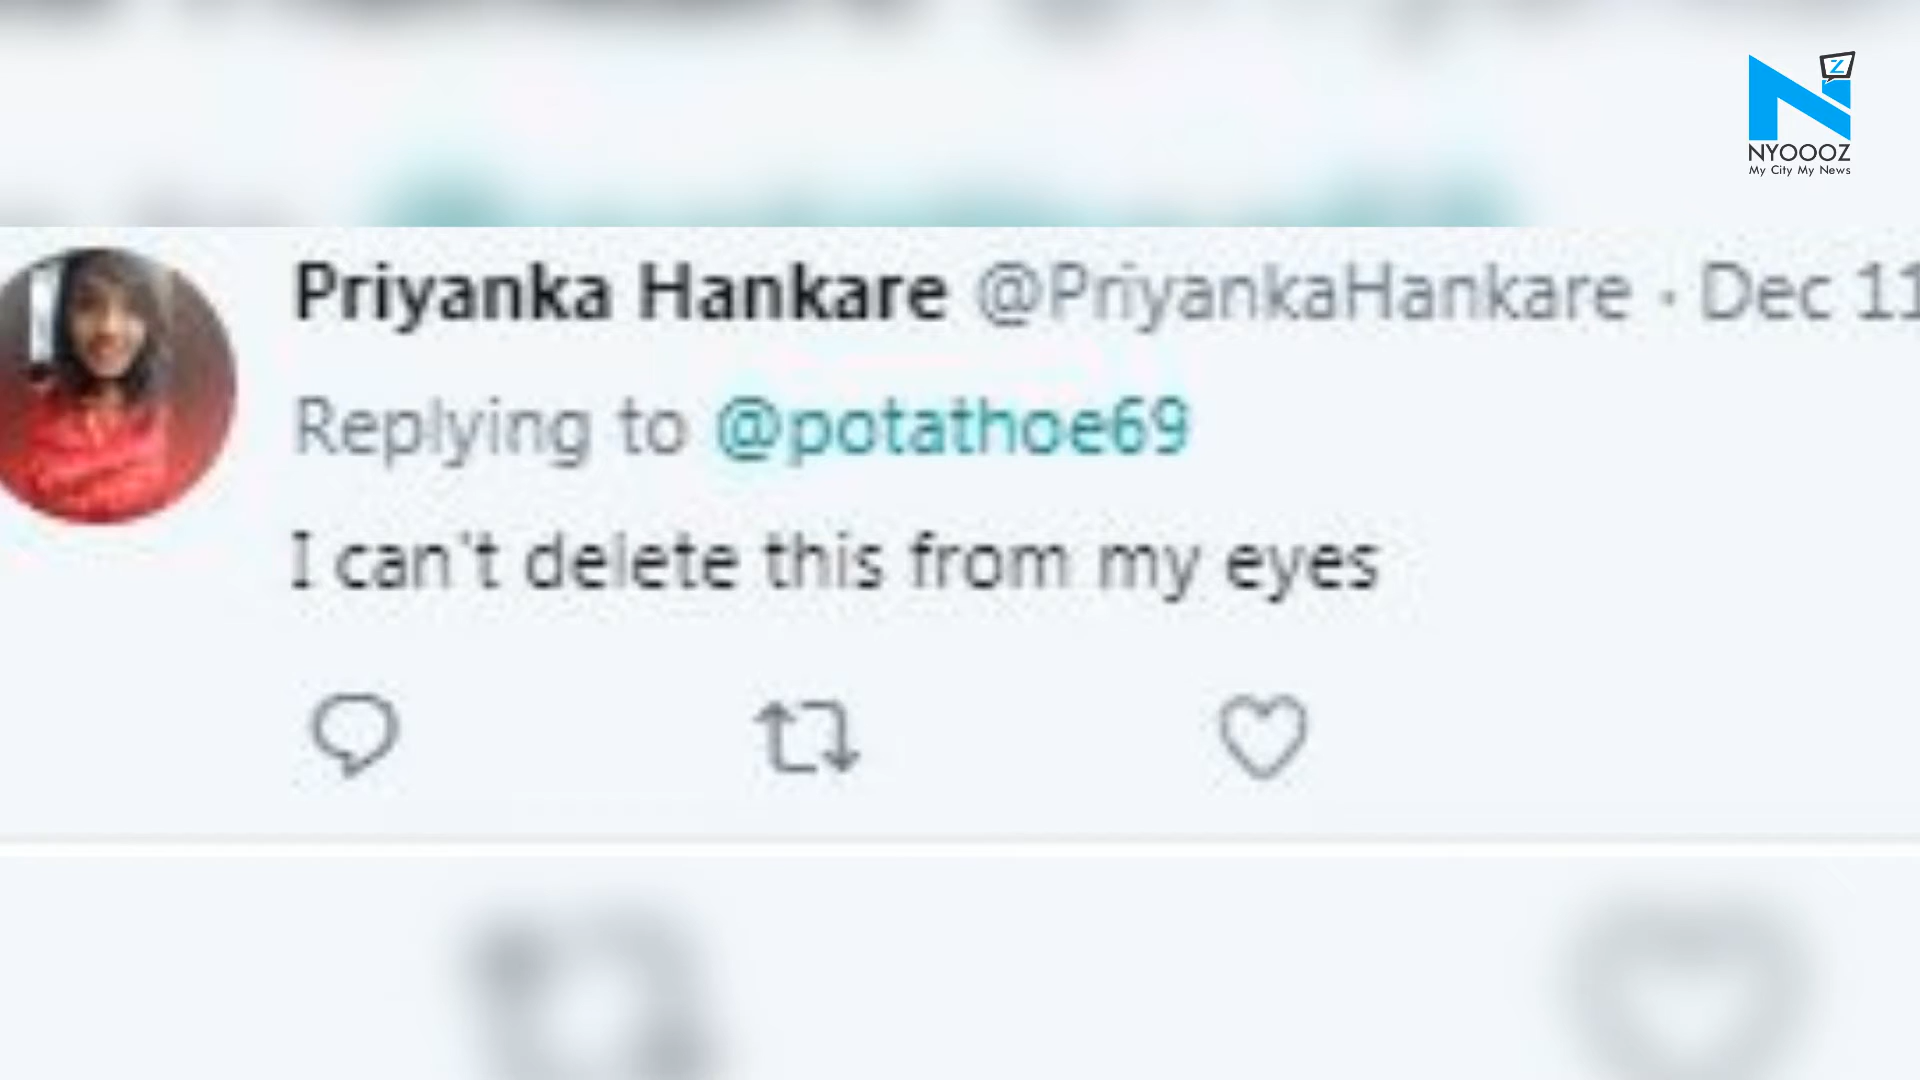 Z
NYOOOZ
My City My News
Priyanka Hankare @PriyankaHankare · Dec 11
Replying to @potathoe69
I can't delete this from my eyes